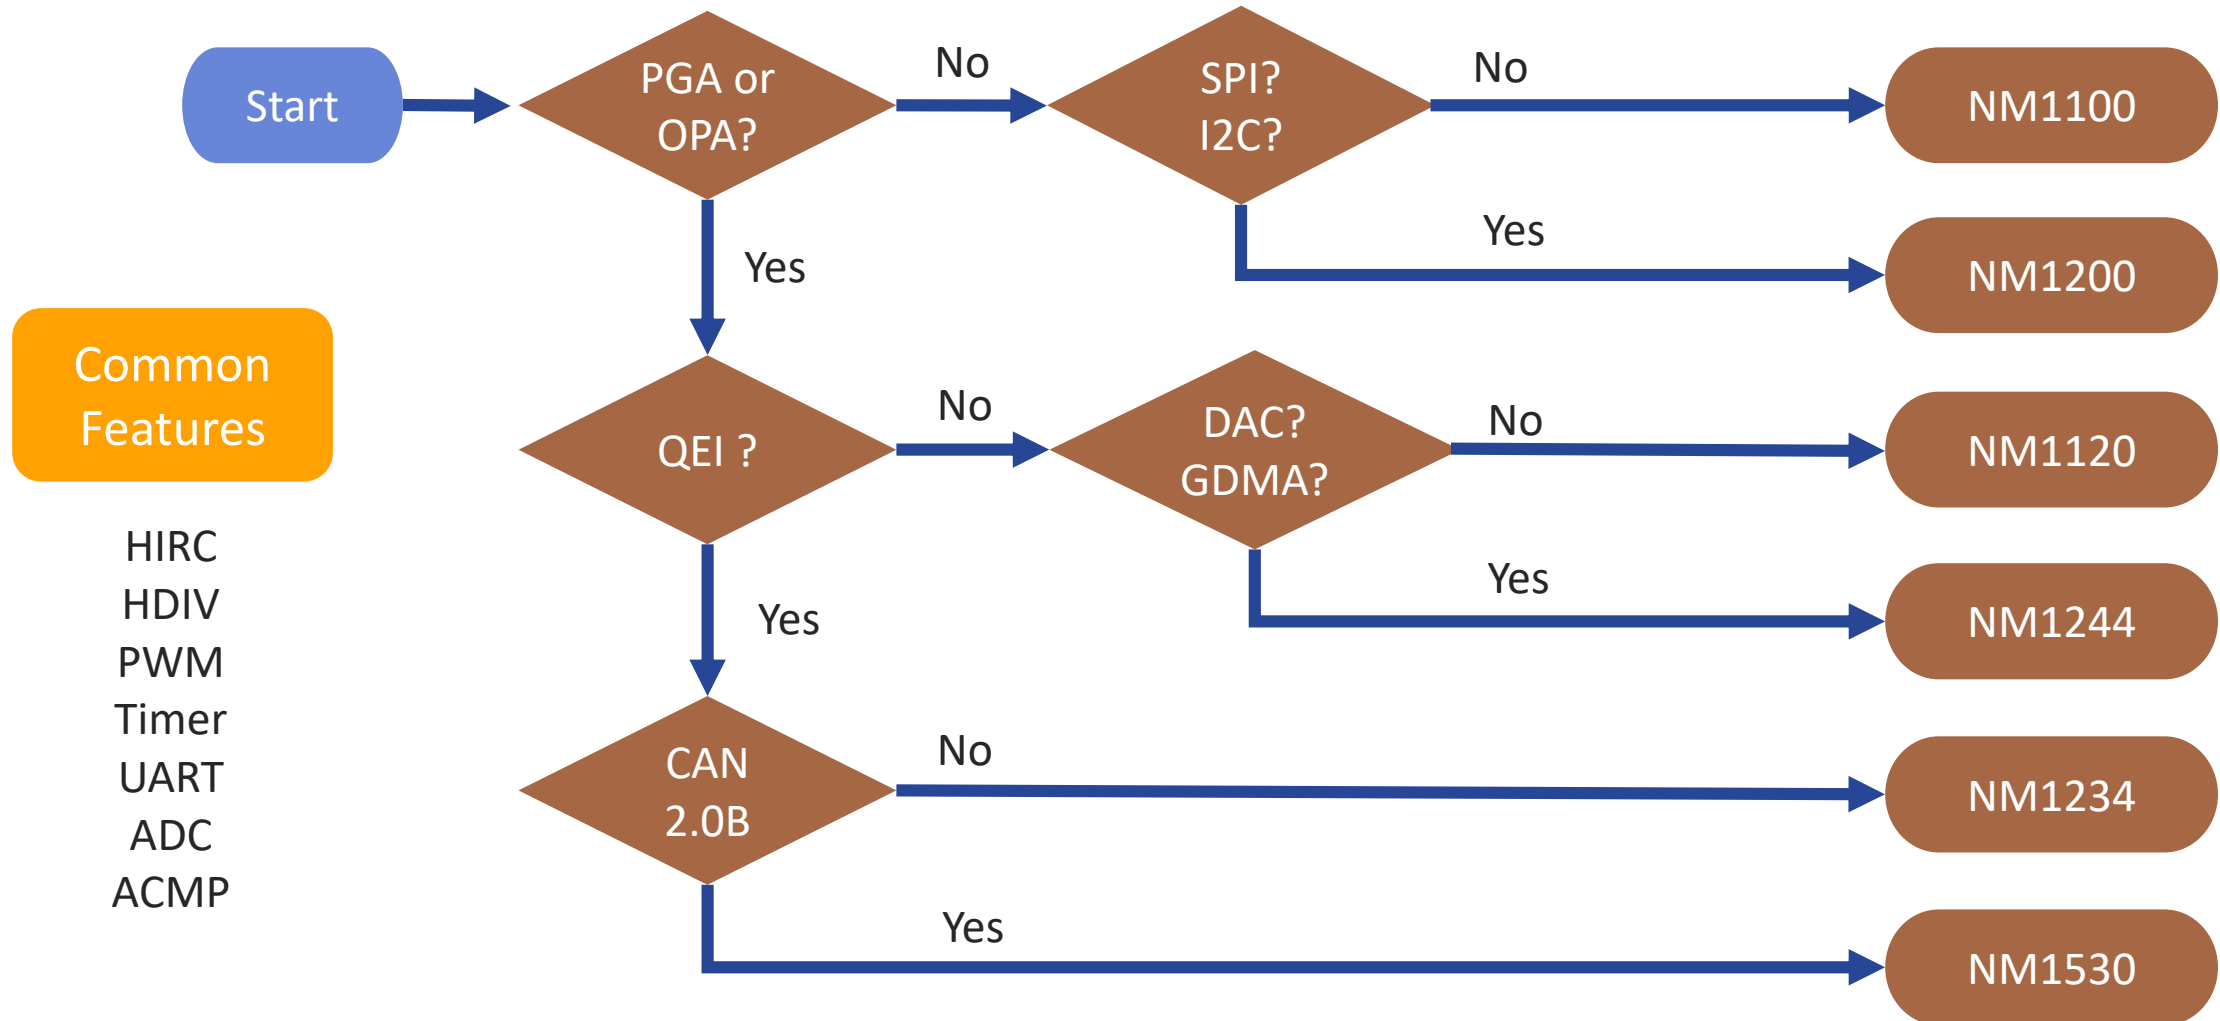 Start
PGA or
OPA?
No
SPI?
I2C?
No
NM1100
Yes
NM1200
Yes
Common
Features
HIRC
HDIV
PWM
Timer
UART
ADC
ACMP
QEI ?
No
DAC?
GDMA?
No
NM1120
Yes
NM1244
Yes
CAN
2.0B
No
NM1234
Yes
NM1530